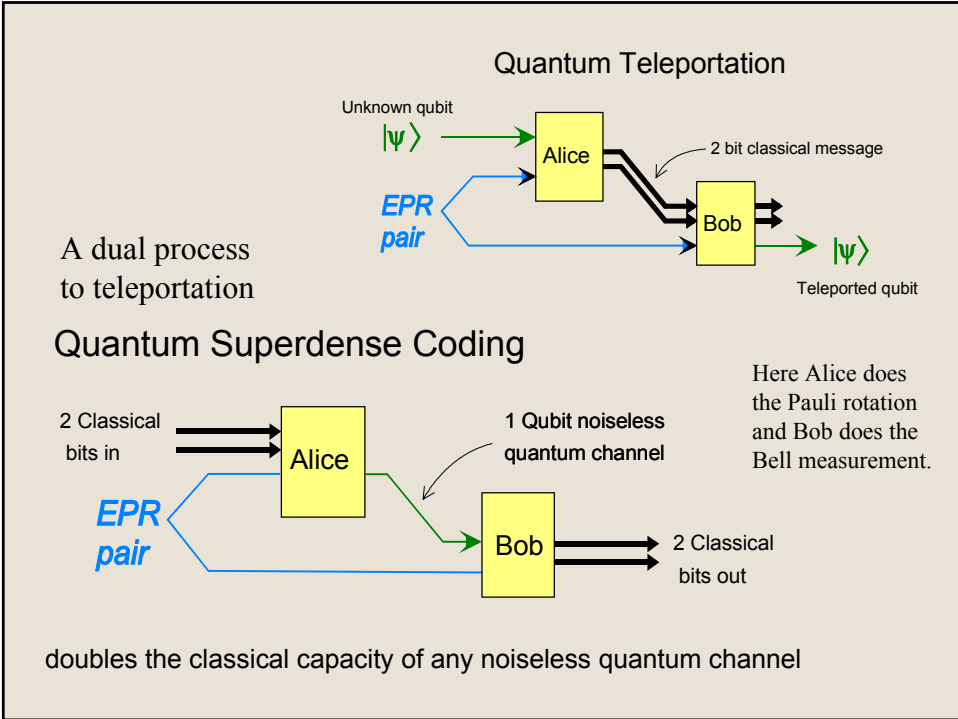 Quantum Teleportation
Unknown qubit
|ψ⟩
Alice
2 bit classical message
EPR
pair
Bob
|ψ⟩
Teleported qubit
A dual process
to teleportation
Quantum Superdense Coding
Here Alice does
the Pauli rotation
and Bob does the
Bell measurement.
2 Classical
bits in
Alice
1 Qubit noiseless
quantum channel
EPR
pair
Bob
2 Classical
bits out
doubles the classical capacity of any noiseless quantum channel